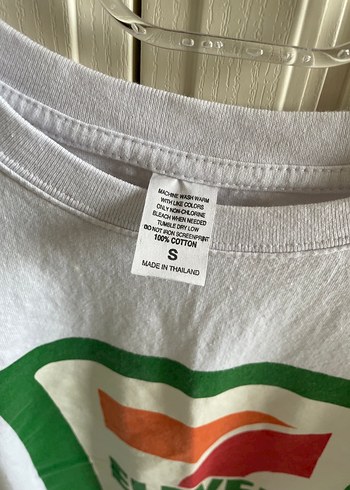 MACHINE WASH WARM
WITH LIKE COLORS
ONLY NON-CHLORINE
BLEACH WHEN NEEDED
TUMBLE DRY LOW
DO NOT IRON SCREENPRINT
100% COTTON
S
MADE IN THAILAND
ELEVE